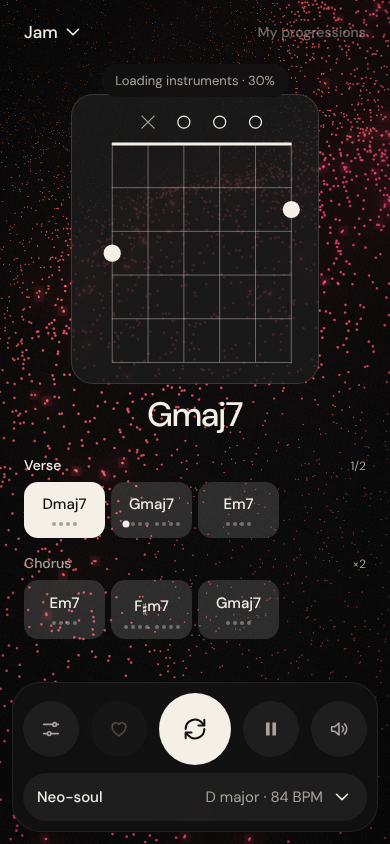 Jam
My progressions
Loading instruments · 30%
Gmaj7
Verse
1/2
Dmaj7
Gmaj7
Em7
Chorus
×2
Em7
F♯m7
Gmaj7
Neo-soul
D major · 84 BPM